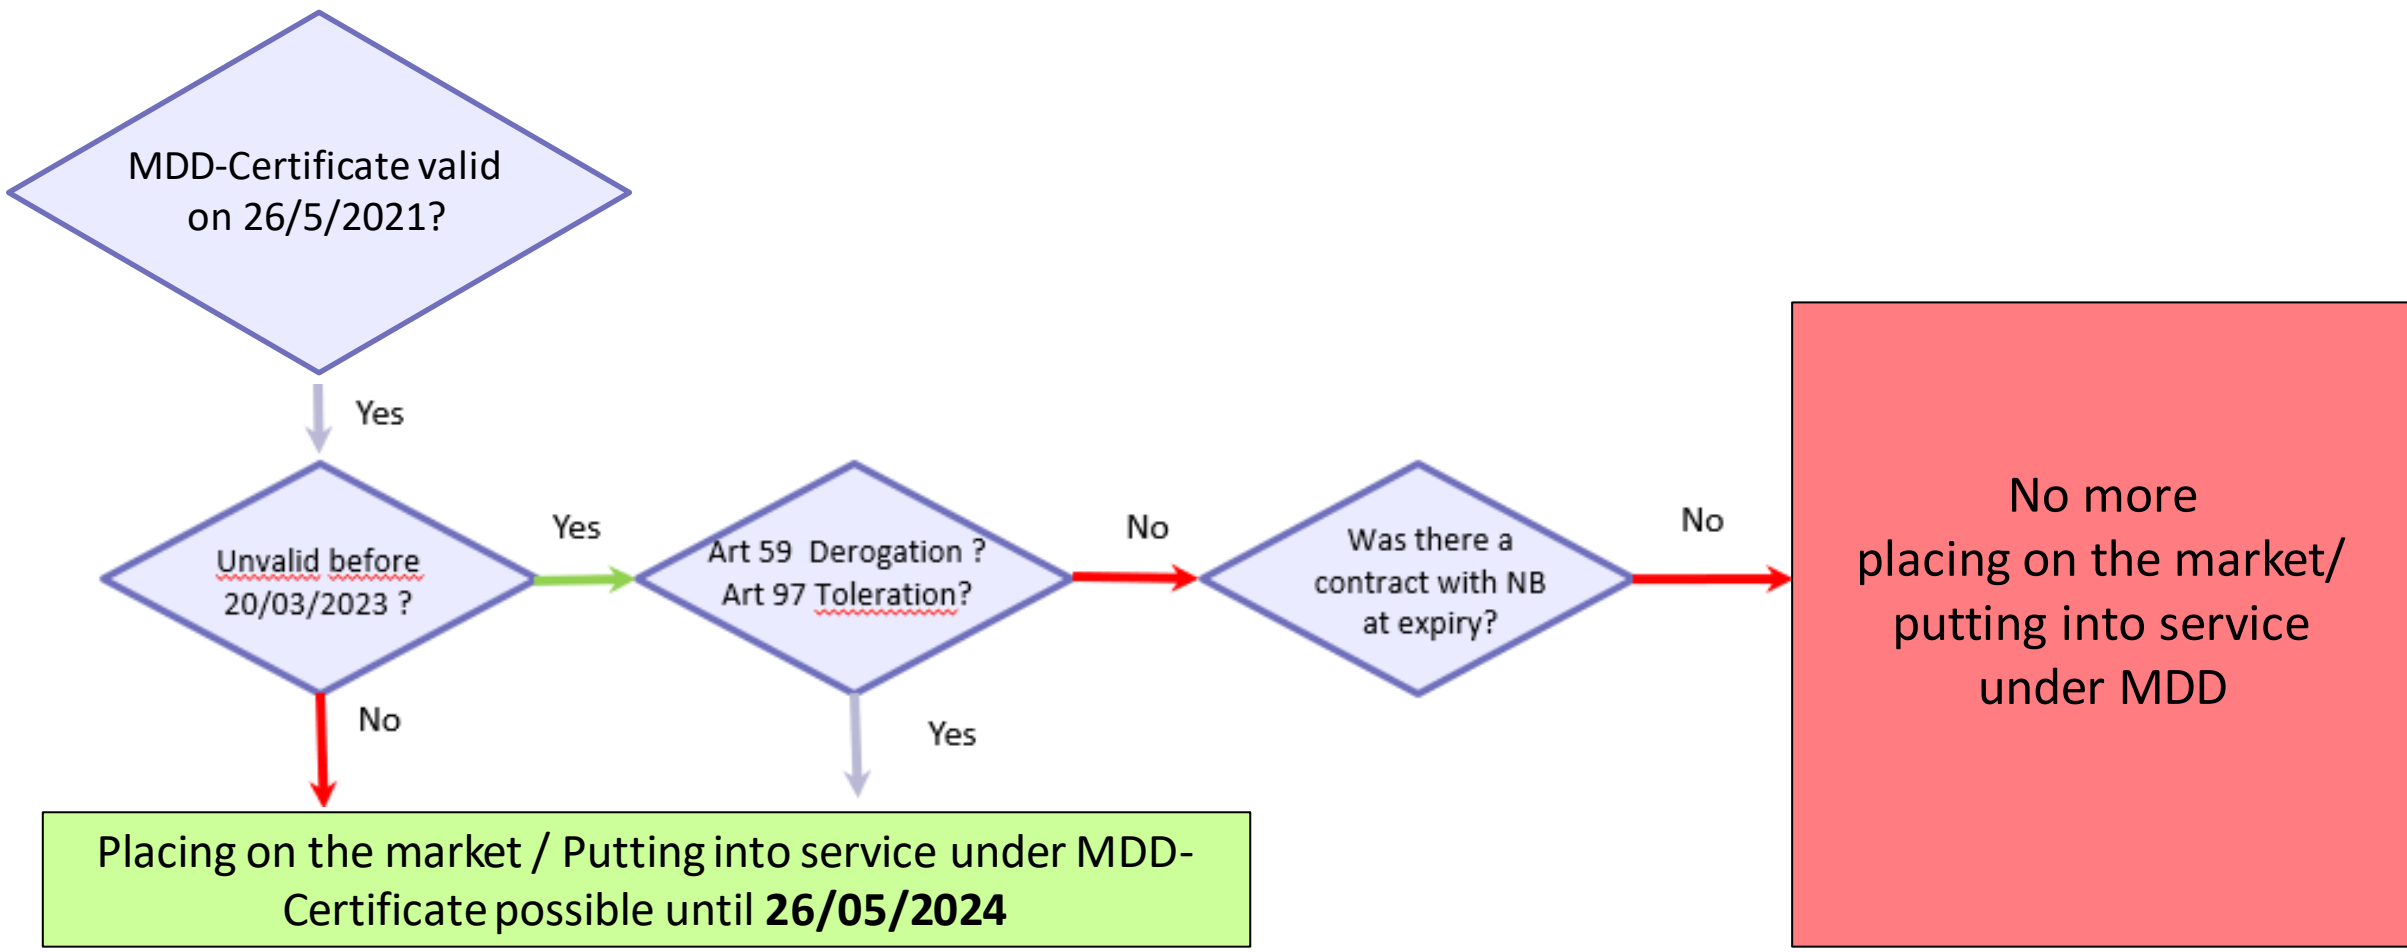 MDD-Certificate valid
on 26/5/2021?
Yes
Unvalid before
20/03/2023 ?
Yes
Art 59 Derogation ?
Art 97 Toleration?
No
Was there a
contract with NB
at expiry?
No
No more
placing on the market/
putting into service
under MDD
No
Yes
Placing on the market / Putting into service under MDD-
Certificate possible until 26/05/2024